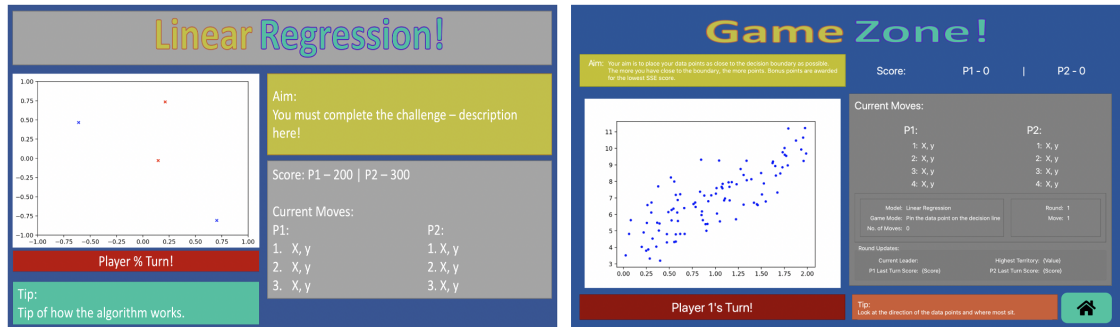 Linear Regression!
1.00
0.75
0.50
0.25
0.00
−0.25
−0.50
−0.75
−1.00
−1.00 −0.75 −0.50 −0.25 0.00 0.25 0.50 0.75 1.00
Player % Turn!
Tip:
Tip of how the algorithm works.
Aim:
You must complete the challenge – description
here!
Score: P1 – 200 | P2 – 300
Current Moves:
P1: P2:
1. X, y 1. X, y
2. X, y 2. X, y
3. X, y 3. X, y
Game Zone!
Aim: Your aim is to place your data points as close to the decision boundary as possible.
The more you have close to the boundary, the more points. Bonus points are awarded
for the lowest SSE score.
Score: P1 - 0 | P2 - 0
11
10
9
8
7
6
5
4
3
0.00 0.25 0.50 0.75 1.00 1.25 1.50 1.75 2.00
Player 1's Turn!
Current Moves:
P1: P2:
1: X, y 1: X, y
2: X, y 2: X, y
3: X, y 3: X, y
4: X, y 4: X, y
Model: Linear Regression Round: 1
Game Mode: Pin the data point on the decision line Move: 1
No. of Moves: 0
Round Updates:
Current Leader: Highest Territory: {Value}
P1 Last Turn Score: {Score} P2 Last Turn Score: {Score}
Tip:
Look at the direction of the data points and where most sit.